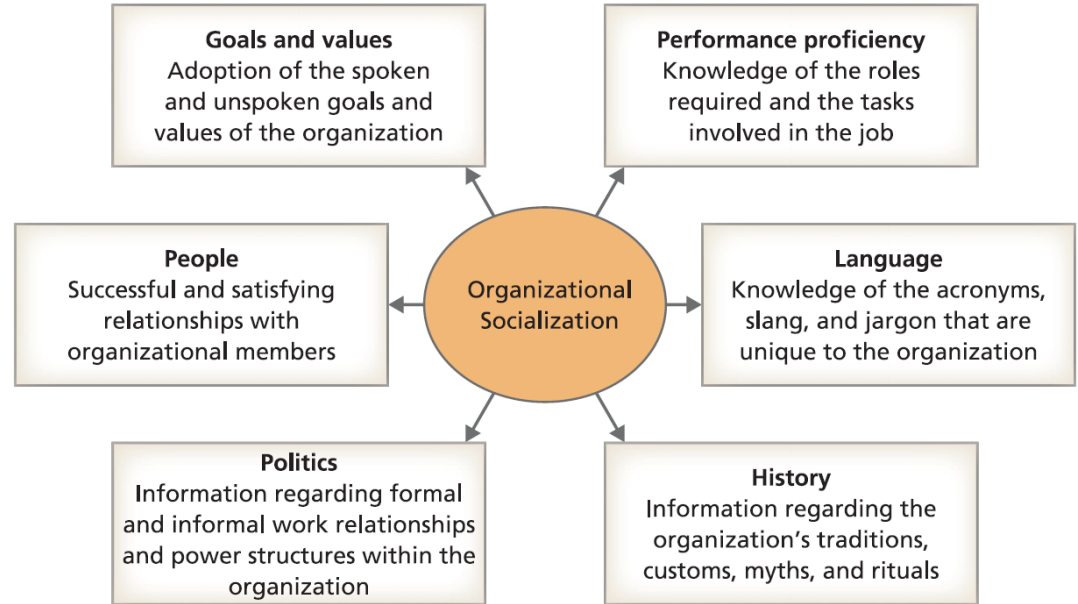 Goals and values
Adoption of the spoken
and unspoken goals and
values of the organization
Performance proficiency
Knowledge of the roles
required and the tasks
involved in the job
People
Successful and satisfying
relationships with
organizational members
Organizational
Socialization
Language
Knowledge of the acronyms,
slang, and jargon that are
unique to the organization
Politics
Information regarding formal
and informal work relationships
and power structures within the
organization
History
Information regarding the
organization’s traditions,
customs, myths, and rituals